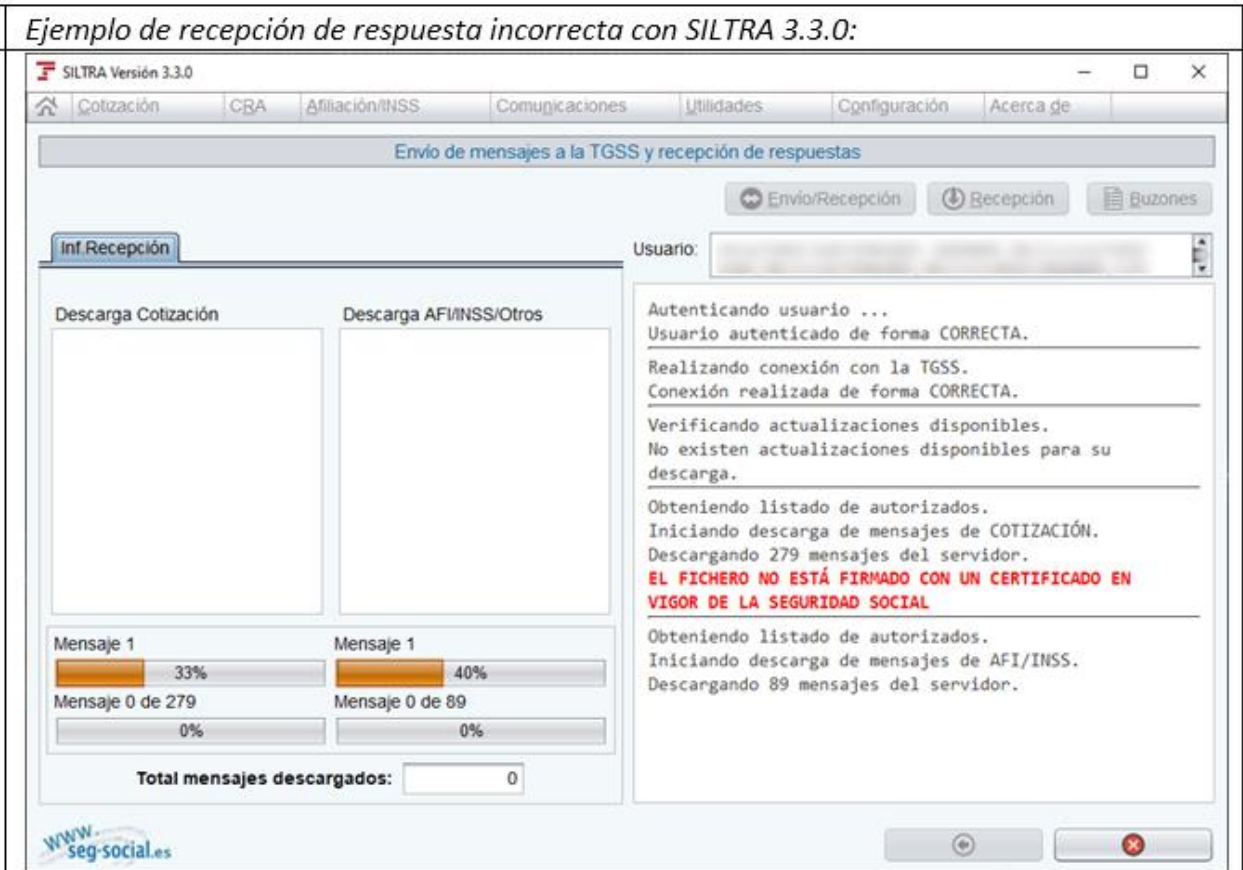 Ejemplo de recepción de respuesta incorrecta con SILTRA 3.3.0:
SILTRA Versión 3.3.0
Cotización CRA Afiliación/INSS Comunicaciones Utilidades Configuración Acerca de
Envío de mensajes a la TGSS y recepción de respuestas
Envío/Recepción Recepción Buzones
Inf.Recepción
Usuario:
Descarga Cotización Descarga AFI/INSS/Otros
Autenticando usuario ...
Usuario autenticado de forma CORRECTA.
Realizando conexión con la TGSS.
Conexión realizada de forma CORRECTA.
Verificando actualizaciones disponibles.
No existen actualizaciones disponibles para su
descarga.
Obteniendo listado de autorizados.
Iniciando descarga de mensajes de COTIZACIÓN.
Descargando 279 mensajes del servidor.
EL FICHERO NO ESTÁ FIRMADO CON UN CERTIFICADO EN
VIGOR DE LA SEGURIDAD SOCIAL
Obteniendo listado de autorizados.
Iniciando descarga de mensajes de AFI/INSS.
Descargando 89 mensajes del servidor.
Mensaje 1 Mensaje 1
33% 40%
Mensaje 0 de 279 Mensaje 0 de 89
0% 0%
Total mensajes descargados: 0
www.
seg-social.es